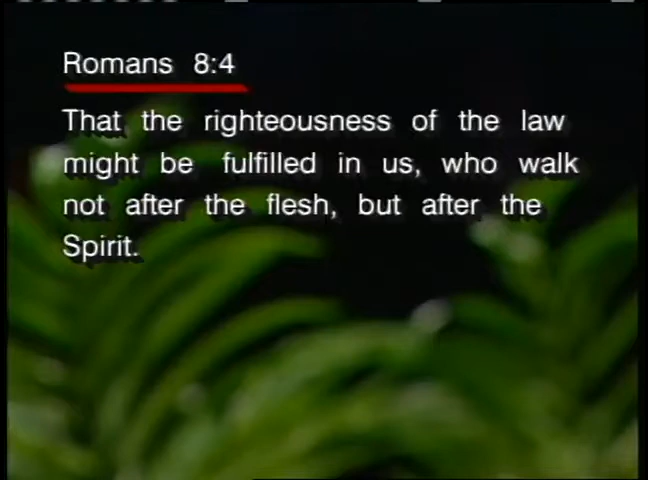 Romans 8:4
That the righteousness of the law
might be fulfilled in us, who walk
not after the flesh, but after the
Spirit.